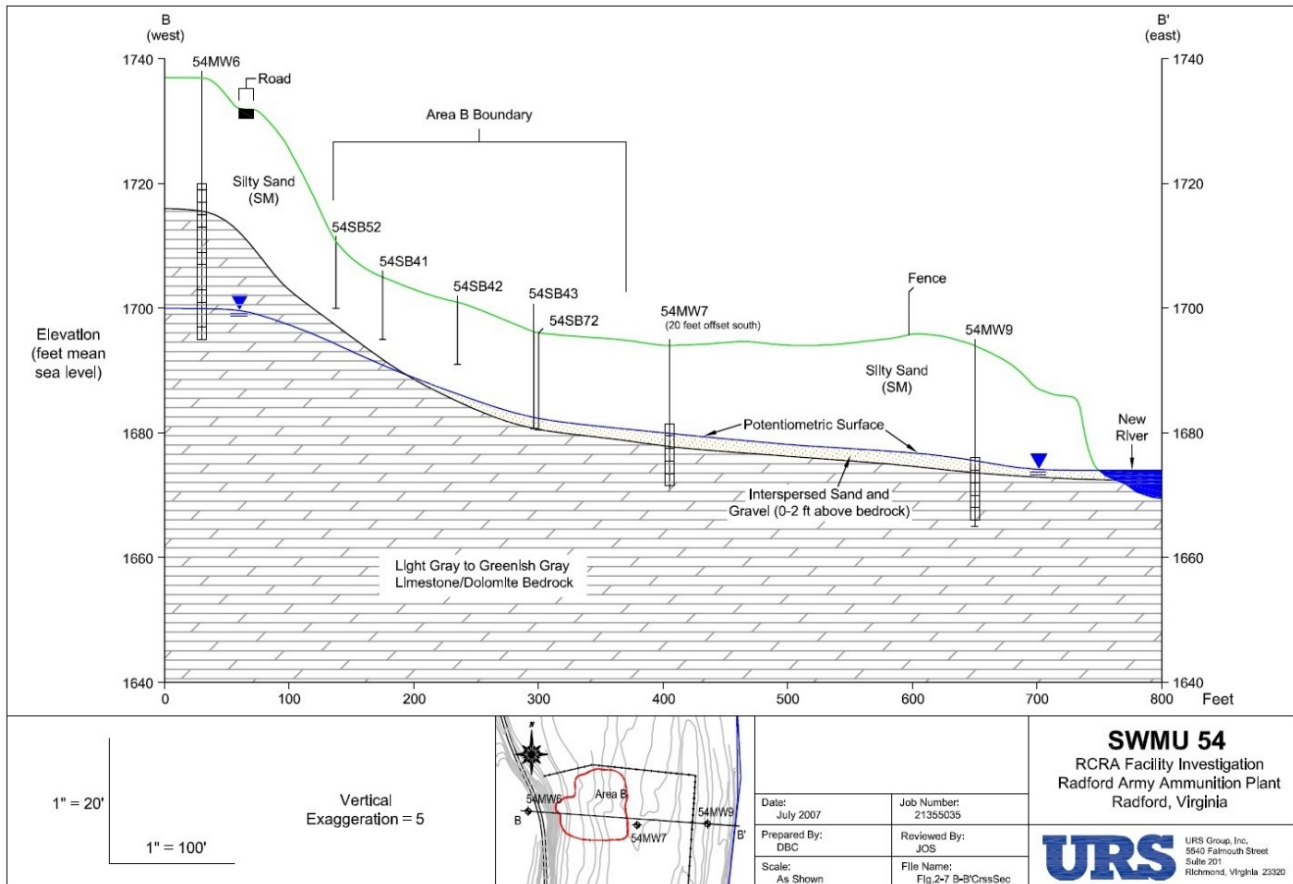 B
(west)
B'
(east)
1740
1740
54MW6
Road
Area B Boundary
Silty Sand
(SM)
1720
1720
54SB52
54SB41
54SB42
54SB43
54SB72
54MW7
(20 feet offset south)
Fence
54MW9
1700
1700
Elevation
(feet mean
sea level)
Silty Sand
(SM)
Potentiometric Surface
New
River
1680
1680
Interspersed Sand and
Gravel (0-2 ft above bedrock)
Light Gray to Greenish Gray
Limestone/Dolomite Bedrock
1660
1660
1640
1640
0 100 200 300 400 500 600 700 800 Feet
1" = 20'
1" = 100'
Vertical
Exaggeration = 5
54MW6
Area B
54MW9
B
54MW7
B'
Date:
July 2007
Job Number:
21355035
Prepared By:
DBC
Reviewed By:
JOS
Scale:
As Shown
File Name:
Fig.2-7 B-B'CrssSec
SWMU 54
RCRA Facility Investigation
Radford Army Ammunition Plant
Radford, Virginia
URS
URS Group, Inc.
5540 Falmouth Street
Suite 201
Richmond, Virginia 23320